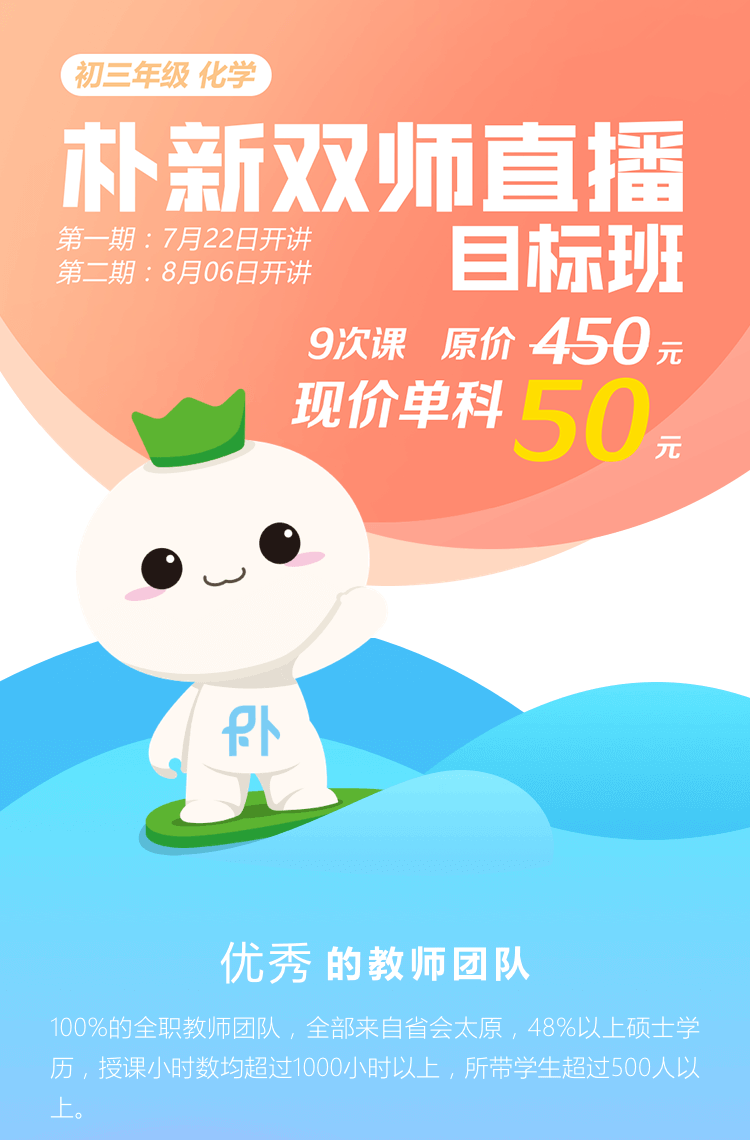 初三年级 化学
朴新双师直播
第一期：7月22日开讲
第二期：8月06日开讲
目标班
9次课 原价 450 元
现价单科 50 元
朴
优秀 的教师团队
100%的全职教师团队，全部来自省会太原，48%以上硕士学
历，授课小时数均超过1000小时以上，所带学生超过500人以
上。